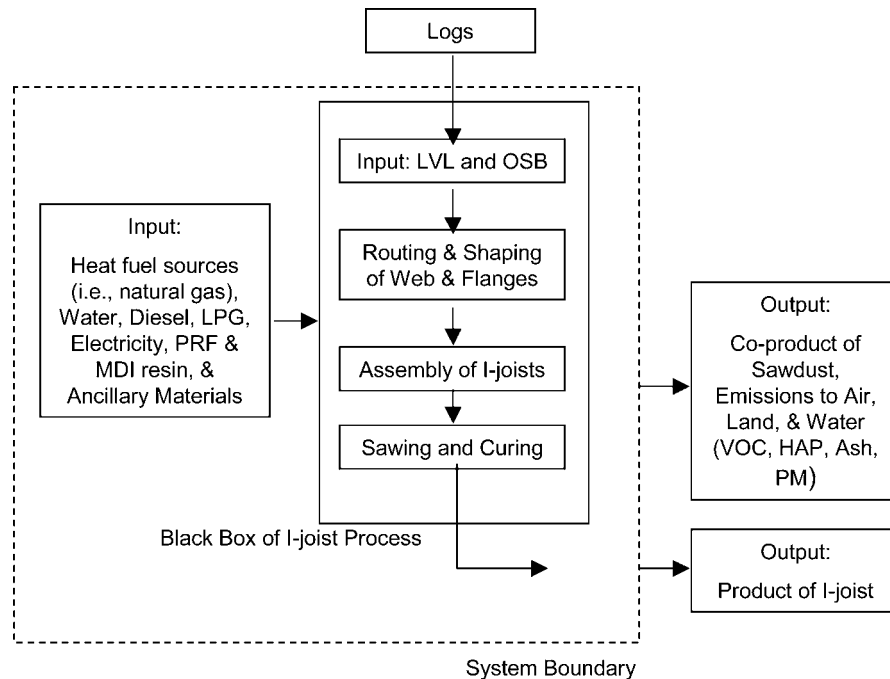 Logs
Input: LVL and OSB
Input:
Heat fuel sources
(i.e., natural gas),
Water, Diesel, LPG,
Electricity, PRF &
MDI resin, &
Ancillary Materials
Routing & Shaping
of Web & Flanges
Assembly of I-joists
Sawing and Curing
Black Box of I-joist Process
Output:
Co-product of
Sawdust,
Emissions to Air,
Land, & Water
(VOC, HAP, Ash,
PM)
Output:
Product of I-joist
System Boundary